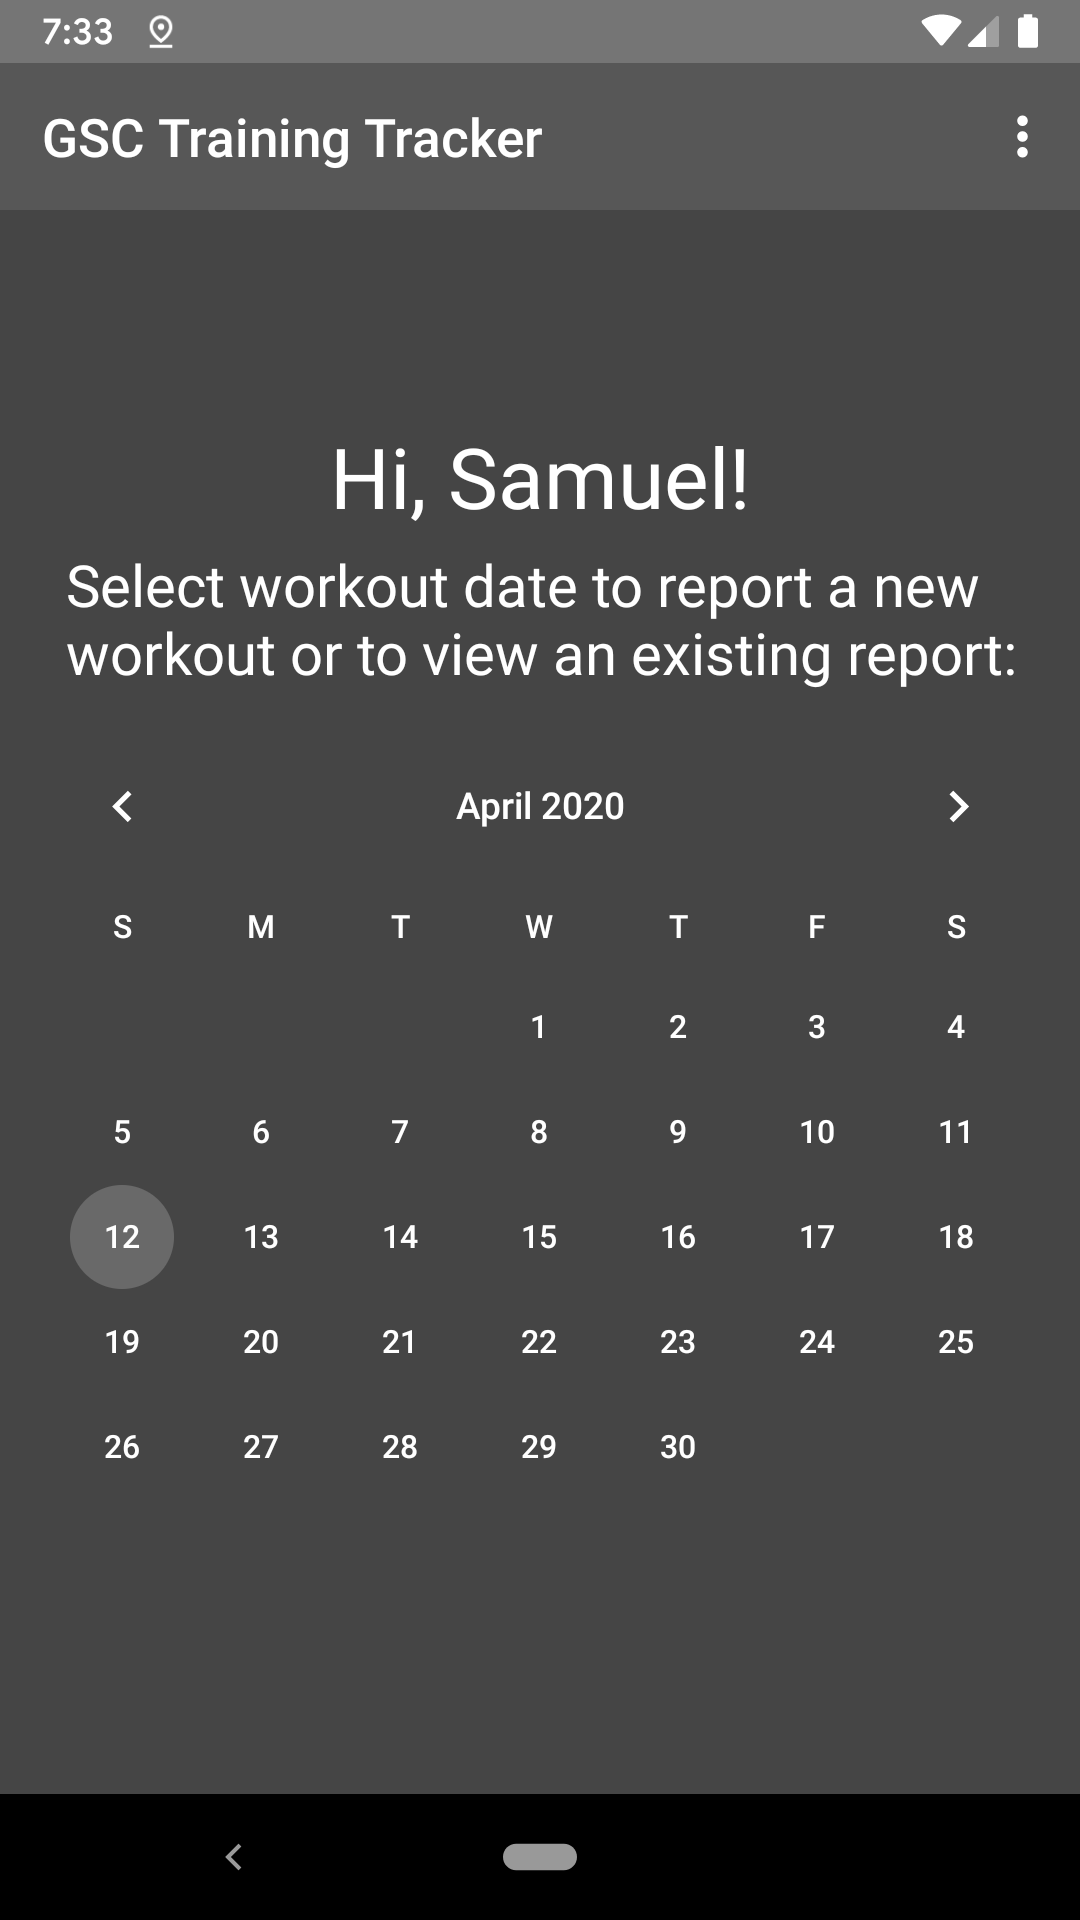 7:33
GSC Training Tracker
Hi, Samuel!
Select workout date to report a new
workout or to view an existing report:
April 2020
S M T W T F S
1 2 3 4
5 6 7 8 9 10 11
12 13 14 15 16 17 18
19 20 21 22 23 24 25
26 27 28 29 30